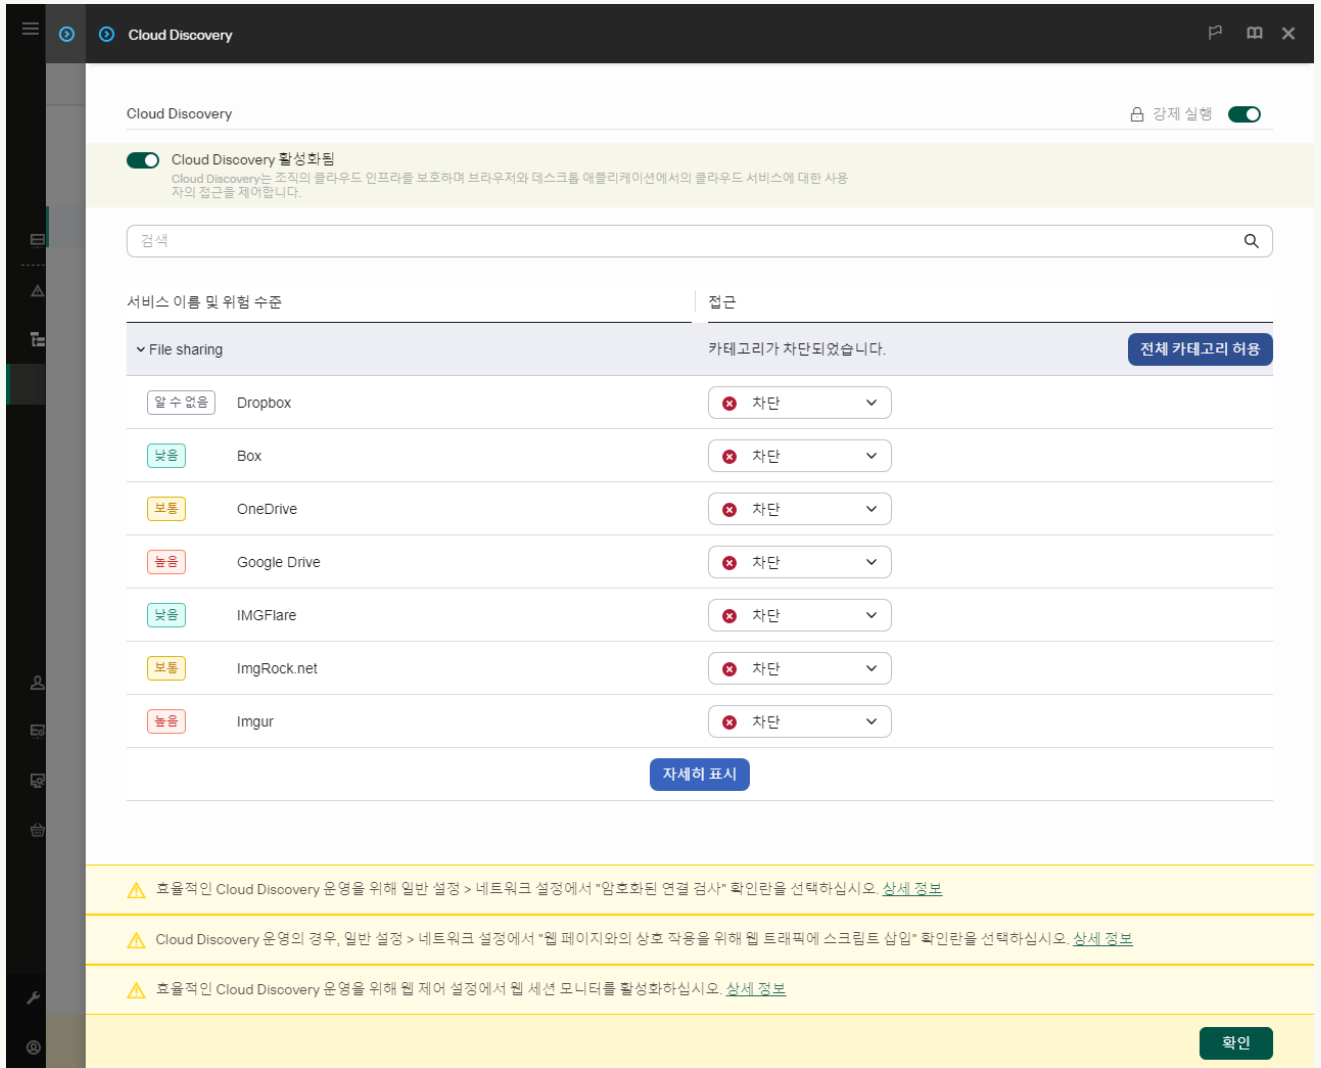 Cloud Discovery
Cloud Discovery
강제 실행
Cloud Discovery 활성화됨
Cloud Discovery는 조직의 클라우드 인프라를 보호하며 브라우저와 데스크톱 애플리케이션에서의 클라우드 서비스에 대한 사용
자의 접근을 제어합니다.
검색
서비스 이름 및 위험 수준
접근
File sharing
카테고리가 차단되었습니다.
전체 카테고리 허용
알 수 없음
Dropbox
차단
낮음
Box
차단
보통
OneDrive
차단
높음
Google Drive
차단
낮음
IMGFlare
차단
보통
ImgRock.net
차단
높음
Imgur
차단
자세히 표시
효율적인 Cloud Discovery 운영을 위해 일반 설정 > 네트워크 설정에서 "암호화된 연결 검사" 확인란을 선택하십시오. 상세 정보
Cloud Discovery 운영의 경우, 일반 설정 > 네트워크 설정에서 "웹 페이지와의 상호 작용을 위해 웹 트래픽에 스크립트 삽입" 확인란을 선택하십시오. 상세 정보
효율적인 Cloud Discovery 운영을 위해 웹 제어 설정에서 웹 세션 모니터를 활성화하십시오. 상세 정보
확인